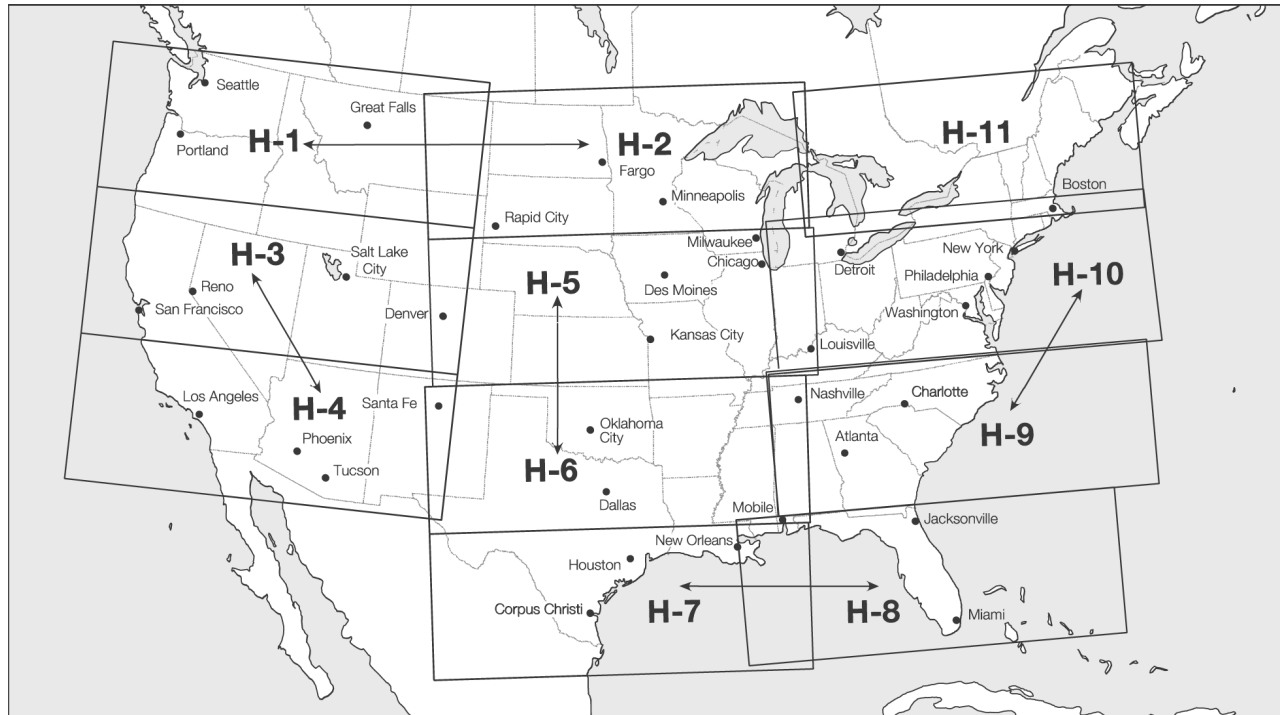 Seattle
Great Falls
H-11
H-1
H-2
Portland
Fargo
Boston
Minneapolis
Rapid City
H-3
Salt Lake
City
Milwaukee
New York
Chicago
Detroit
Philadelphia
H-10
H-5
Reno
Des Moines
San Francisco
Denver
Washington
Kansas City
Louisville
Los Angeles
Santa Fe
Nashville
Charlotte
H-4
Oklahoma
City
Atlanta
H-9
Phoenix
Tucson
H-6
Dallas
Mobile
Jacksonville
New Orleans
Houston
Corpus Christi
H-7
H-8
Miami